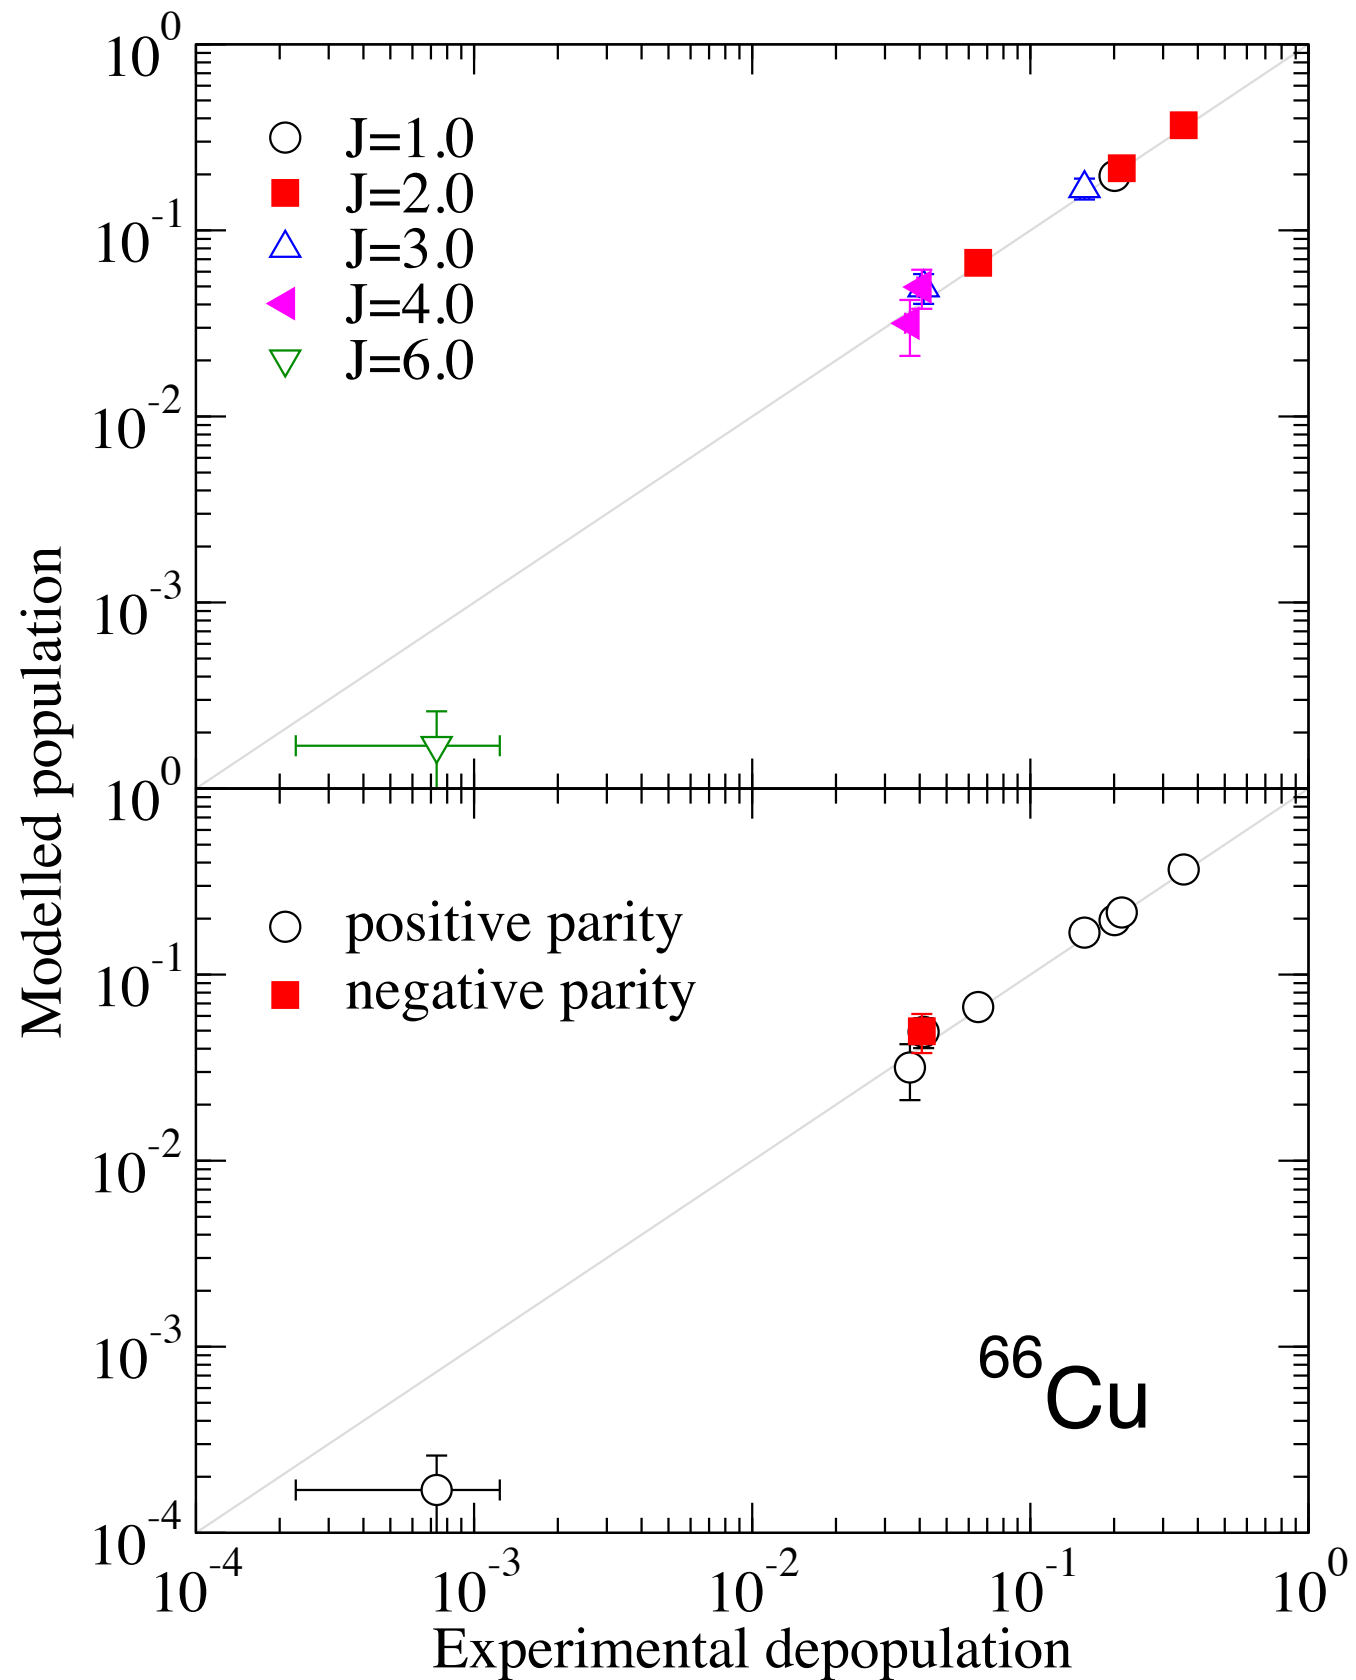 10^0
J=1.0
J=2.0
10^-1
J=3.0
J=4.0
J=6.0
10^-2
10^-3
Modelled population
10^0
positive parity
10^-1
negative parity
10^-2
10^-3
66Cu
10^-4
10^-4 10^-3 10^-2 10^-1 10^0
Experimental depopulation